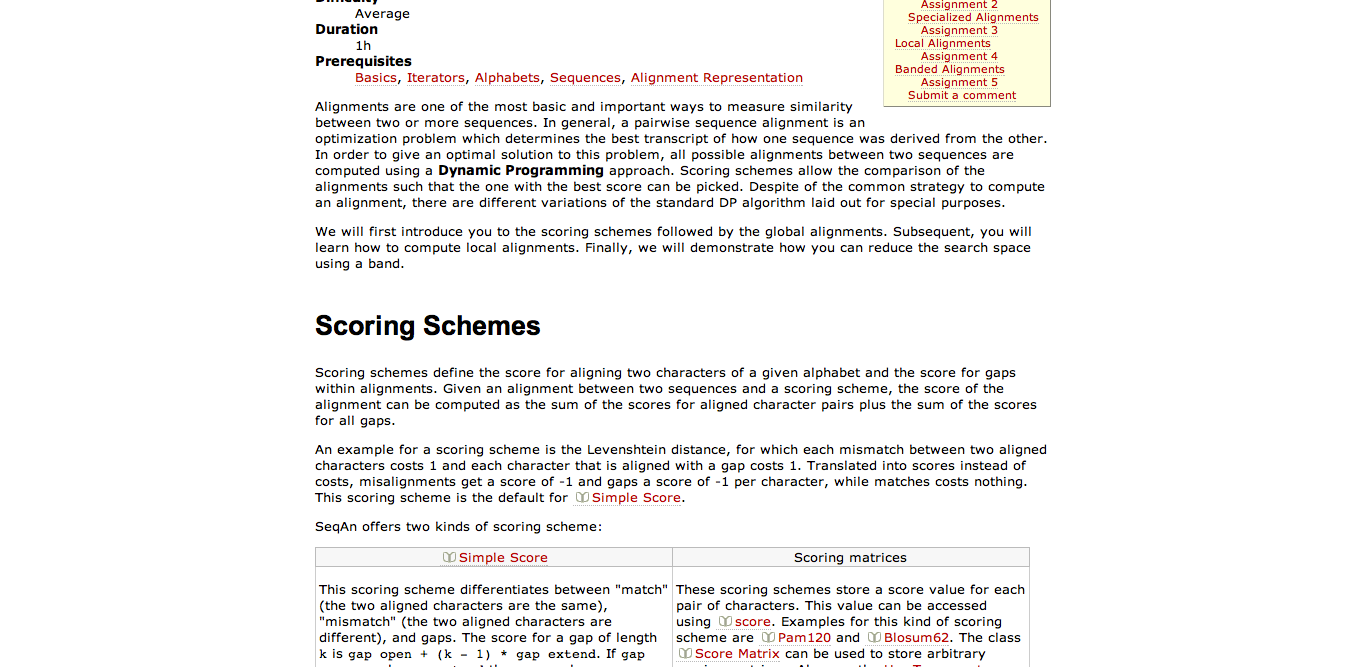 Difficulty
Average
Duration
1h
Prerequisites
Basics, Iterators, Alphabets, Sequences, Alignment Representation
Assignment 2
Specialized Alignments
Assignment 3
Local Alignments
Assignment 4
Banded Alignments
Assignment 5
Submit a comment
Alignments are one of the most basic and important ways to measure similarity
between two or more sequences. In general, a pairwise sequence alignment is an
optimization problem which determines the best transcript of how one sequence was derived from the other.
In order to give an optimal solution to this problem, all possible alignments between two sequences are
computed using a Dynamic Programming approach. Scoring schemes allow the comparison of the
alignments such that the one with the best score can be picked. Despite of the common strategy to compute
an alignment, there are different variations of the standard DP algorithm laid out for special purposes.
We will first introduce you to the scoring schemes followed by the global alignments. Subsequent, you will
learn how to compute local alignments. Finally, we will demonstrate how you can reduce the search space
using a band.
Scoring Schemes
Scoring schemes define the score for aligning two characters of a given alphabet and the score for gaps
within alignments. Given an alignment between two sequences and a scoring scheme, the score of the
alignment can be computed as the sum of the scores for aligned character pairs plus the sum of the scores
for all gaps.
An example for a scoring scheme is the Levenshtein distance, for which each mismatch between two aligned
characters costs 1 and each character that is aligned with a gap costs 1. Translated into scores instead of
costs, misalignments get a score of -1 and gaps a score of -1 per character, while matches costs nothing.
This scoring scheme is the default for Simple Score.
SeqAn offers two kinds of scoring scheme:
Simple Score
This scoring scheme differentiates between "match"
(the two aligned characters are the same),
"mismatch" (the two aligned characters are
different), and gaps. The score for a gap of length
k is gap open + (k - 1) * gap extend. If gap
Scoring matrices
These scoring schemes store a score value for each
pair of characters. This value can be accessed
using score. Examples for this kind of scoring
scheme are Pam120 and Blosum62. The class
Score Matrix can be used to store arbitrary